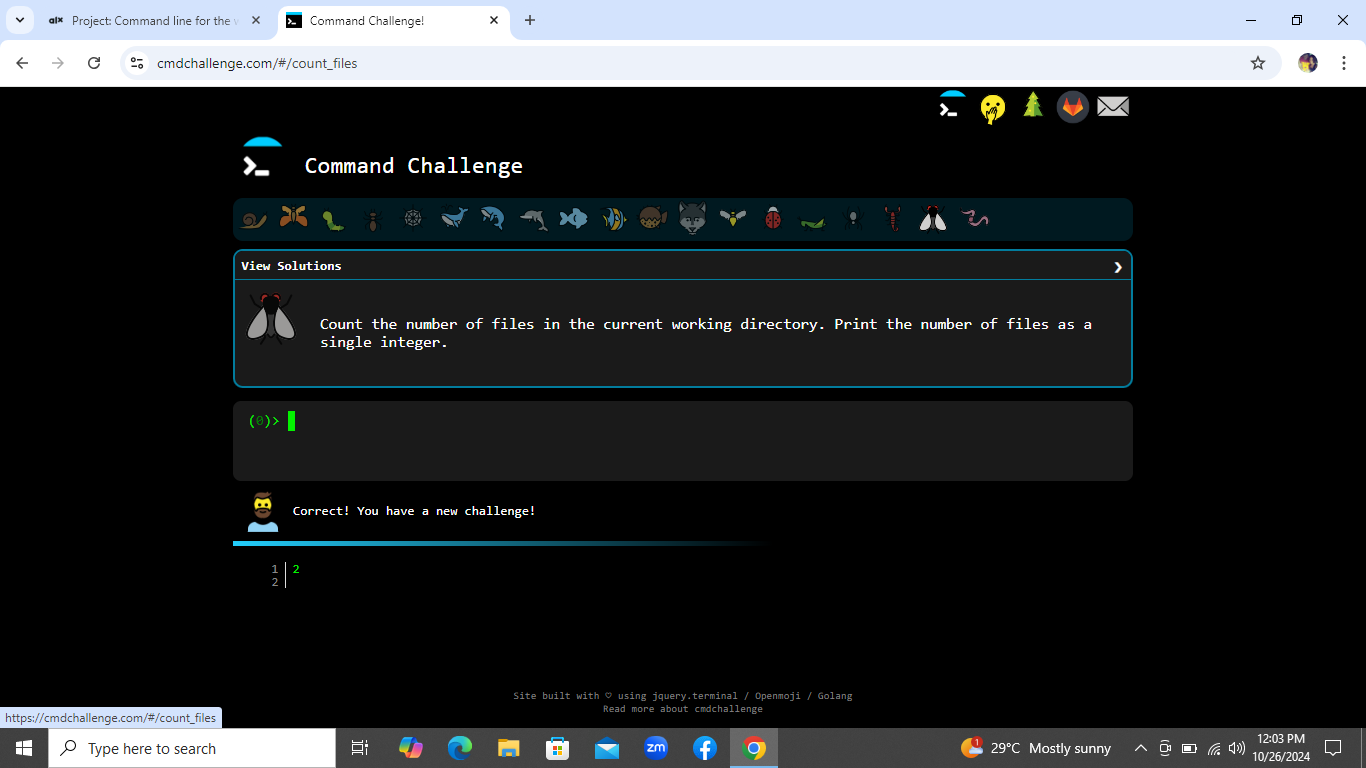 alx Project: Command line for the w
Command Challenge!
cmdchallenge.com/#/count_files
Command Challenge
View Solutions
Count the number of files in the current working directory. Print the number of files as a
single integer.
(0)>
Correct! You have a new challenge!
1 2
2
Site built with ♡ using jquery.terminal / Openmoji / Golang
Read more about cmdchallenge
https://cmdchallenge.com/#/count_files
Type here to search
zm
1
29°C Mostly sunny
12:03 PM
10/26/2024